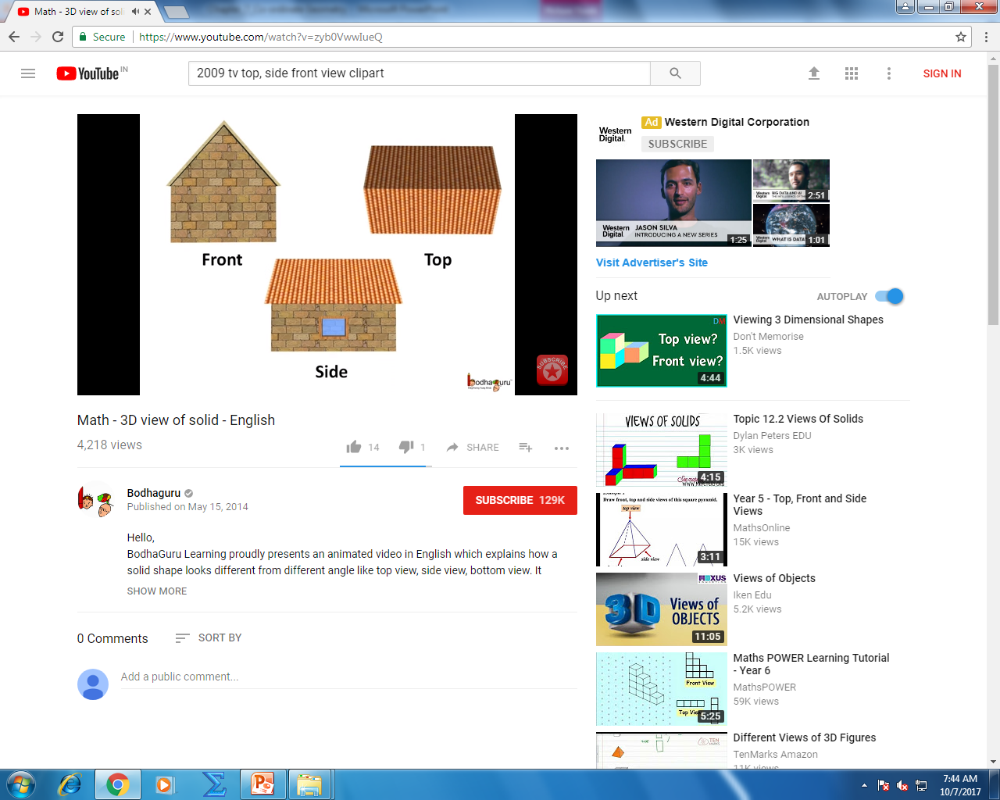 Math - 3D view of soli
Secure
https://www.youtube.com/watch?v=zyb0VwwIueQ
YouTube IN
2009 tv top, side front view clipart
SIGN IN
Front
Top
Side
SUBSCRIBE
BodhaGuru
Math - 3D view of solid - English
4,218 views
14
1
SHARE
Bodhaguru
Published on May 15, 2014
SUBSCRIBE 129K
Hello,
BodhaGuru Learning proudly presents an animated video in English which explains how a
solid shape looks different from different angle like top view, side view, bottom view. It
SHOW MORE
0 Comments
SORT BY
Add a public comment...
Western
Digital.
Ad Western Digital Corporation
SUBSCRIBE
Western
Digital.
JASON SILVA
INTRODUCING A NEW SERIES
1:25
BIG DATA AND AI
2:51
WHAT IS DATA
1:01
Visit Advertiser's Site
Up next
AUTOPLAY
DM
Top view?
Front view?
4:44
Viewing 3 Dimensional Shapes
Don't Memorise
1.5K views
VIEWS OF SOLIDS
4:15
Topic 12.2 Views Of Solids
Dylan Peters EDU
3K views
Draw front, top and side views of this square pyramid.
top view
side view
3:11
Year 5 - Top, Front and Side
Views
MathsOnline
15K views
MEXUS
3D
Views of
OBJECTS
11:05
Views of Objects
Iken Edu
5.2K views
Front View
Top View
5:25
Maths POWER Learning Tutorial
- Year 6
MathsPOWER
59K views
TEN
MARKS
Different Views of 3D Figures
TenMarks Amazon
11K views
7:44 AM
10/7/2017